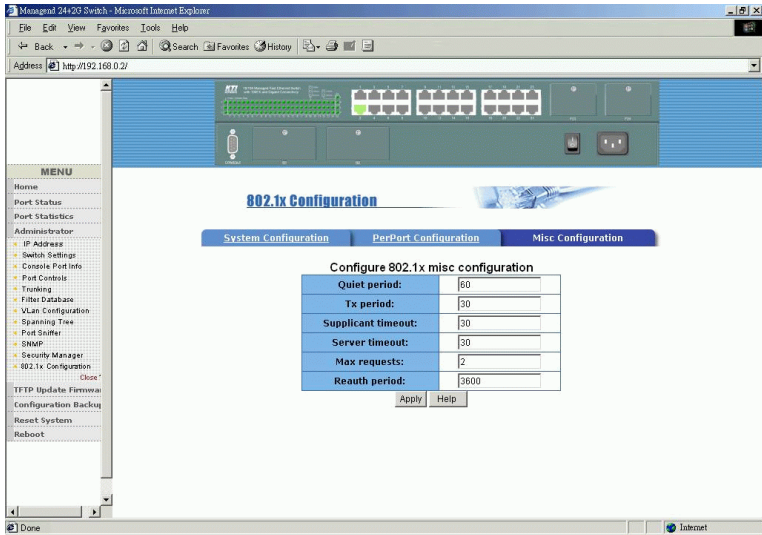 Managend 24+2G Switch - Microsoft Internet Explorer
File Edit View Favorites Tools Help
Back Search Favorites History
Address http://192.168.0.2/
MENU
Home
Port Status
Port Statistics
Administrator
IP Address
Switch Settings
Console Port Info
Port Controls
Trunking
Filter Database
VLan Configuration
Spanning Tree
Port Sniffer
SNMP
Security Manager
802.1x Configuration
Close
TFTP Update Firmwa
Configuration Backup
Reset System
Reboot
802.1x Configuration
System Configuration PerPort Configuration Misc Configuration
Configure 802.1x misc configuration
Quiet period: 60
Tx period: 30
Supplicant timeout: 30
Server timeout: 30
Max requests: 2
Reauth period: 3600
Apply Help
Done Internet